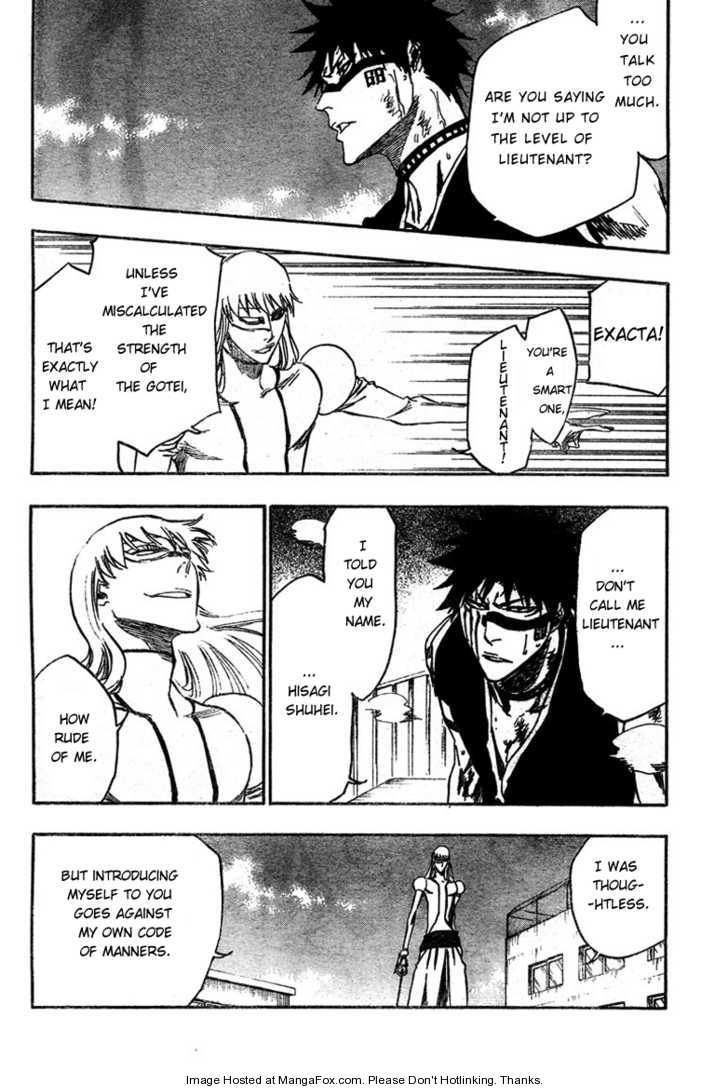 ...
YOU
TALK
TOO
MUCH.
ARE YOU SAYING
I'M NOT UP TO
THE LEVEL OF
LIEUTENANT?
EXACTA!
YOU'RE
A
SMART
ONE,
LIEUTENANT!
UNLESS
I'VE
MISCALCULATED
THE
STRENGTH
OF
THE GOTEI,
THAT'S
EXACTLY
WHAT
I MEAN!
...
DON'T
CALL ME
LIEUTENANT
...
I
TOLD
YOU
MY
NAME.
...
HISAGI
SHUHEI.
HOW
RUDE
OF ME.
I WAS
THOUG-
-HTLESS.
BUT INTRODUCING
MYSELF TO YOU
GOES AGAINST
MY OWN CODE
OF MANNERS.
Image Hosted at MangaFox.com. Please Don't Hotlinking. Thanks.